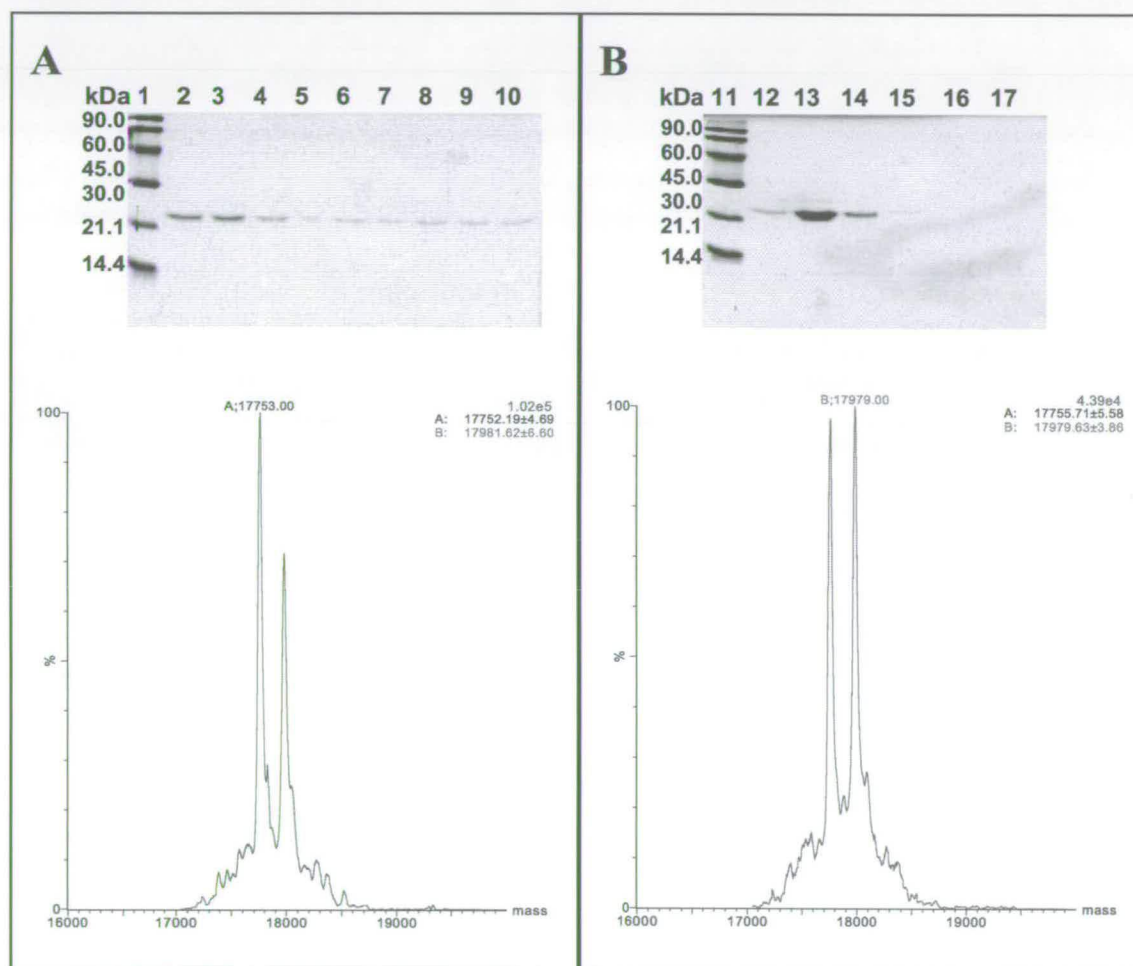 A
kDa 1 2 3 4 5 6 7 8 9 10
90.0
60.0
45.0
30.0
21.1
14.4
A;17753.00
1.02e5
A: 17752.19±4.69
B: 17981.62±6.60
100
%
0
16000 17000 18000 19000 mass
B
kDa 11 12 13 14 15 16 17
90.0
60.0
45.0
30.0
21.1
14.4
B;17979.00
4.39e4
A: 17755.71±5.58
B: 17979.63±3.86
100
%
0
16000 17000 18000 19000 mass